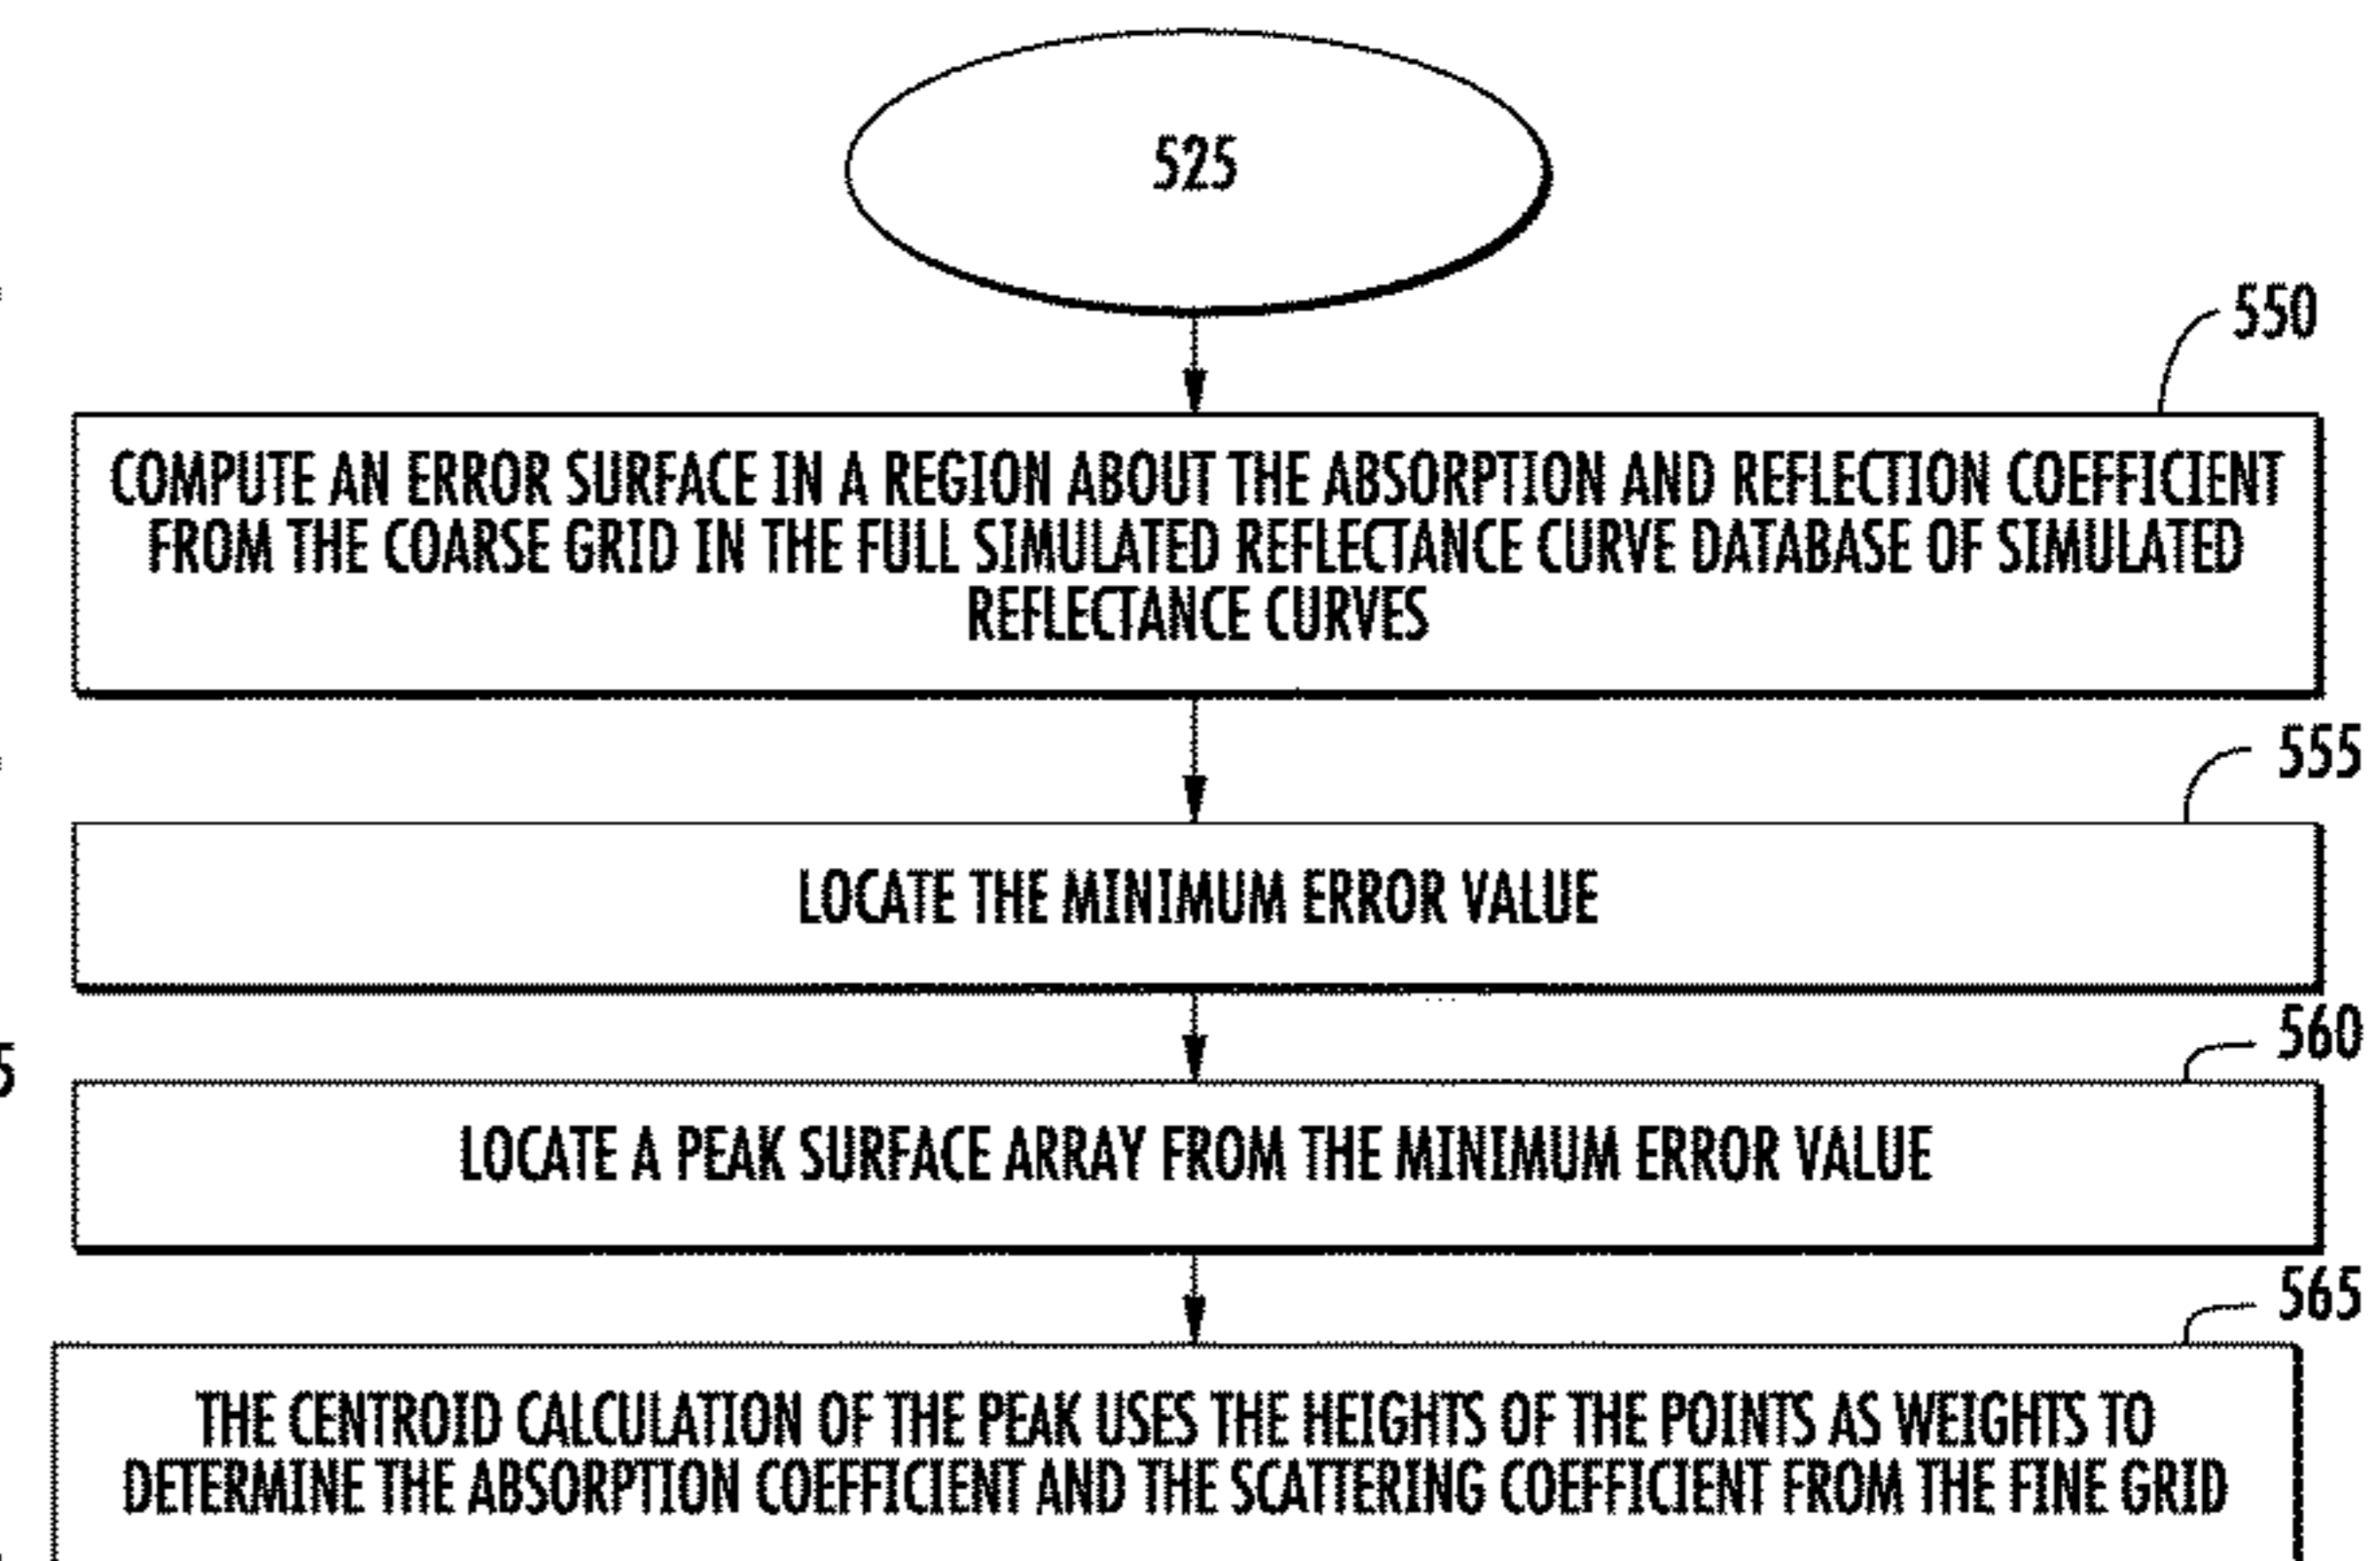 525
550
COMPUTE AN ERROR SURFACE IN A REGION ABOUT THE ABSORPTION AND REFLECTION COEFFICIENT
FROM THE COARSE GRID IN THE FULL SIMULATED REFLECTANCE CURVE DATABASE OF SIMULATED
REFLECTANCE CURVES
555
LOCATE THE MINIMUM ERROR VALUE
560
5
LOCATE A PEAK SURFACE ARRAY FROM THE MINIMUM ERROR VALUE
565
THE CENTROID CALCULATION OF THE PEAK USES THE HEIGHTS OF THE POINTS AS WEIGHTS TO
DETERMINE THE ABSORPTION COEFFICIENT AND THE SCATTERING COEFFICIENT FROM THE FINE GRID